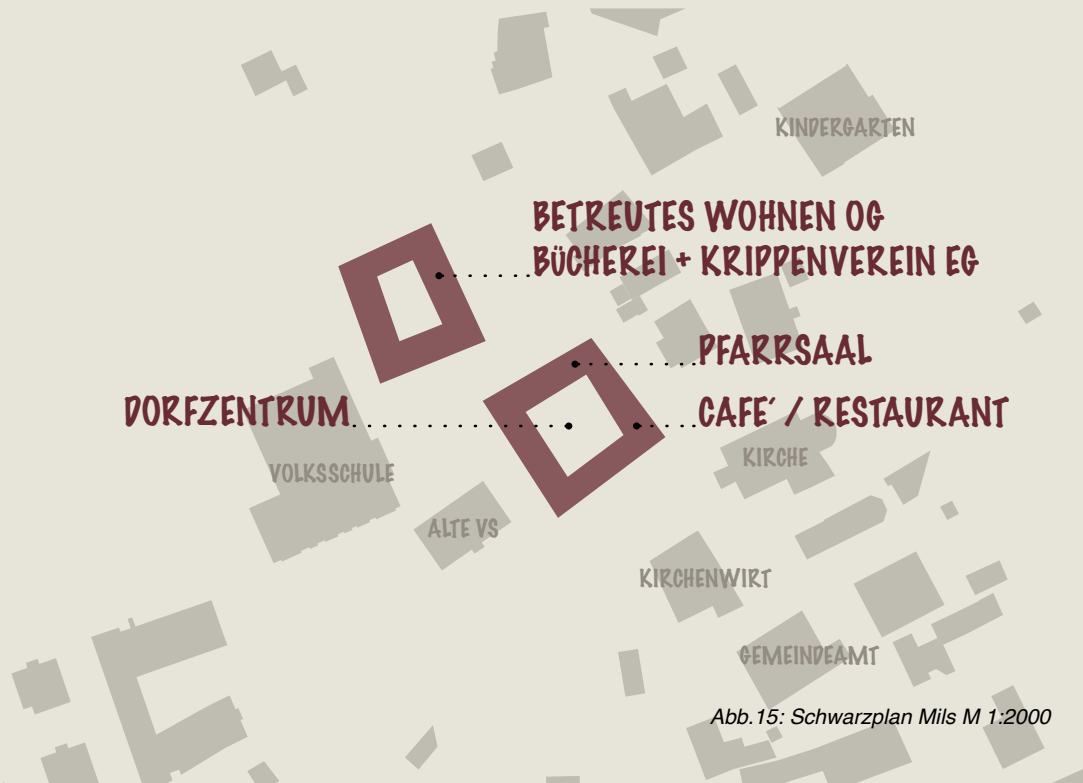 KINDERGARTEN
BETREUTES WOHNEN OG
BÜCHEREI + KRIPPENVEREIN EG
PFARRSAAL
DORFZENTRUM
CAFE´ / RESTAURANT
KIRCHE
VOLKSSCHULE
ALTE VS
KIRCHENWIRT
GEMEINDEAMT
Abb.15: Schwarzplan Mils M 1:2000